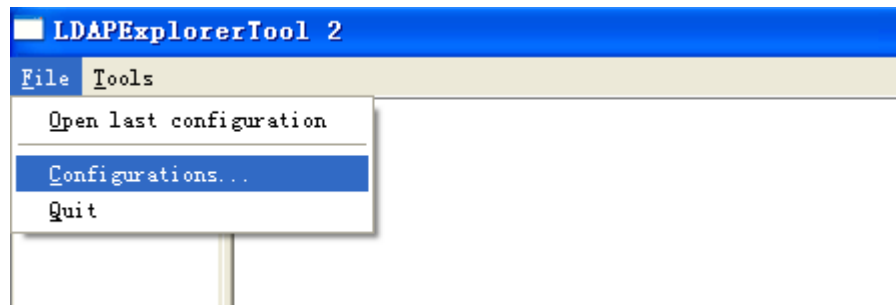 LDAPExplorerTool 2
File Tools
Open last configuration
Configurations...
Quit